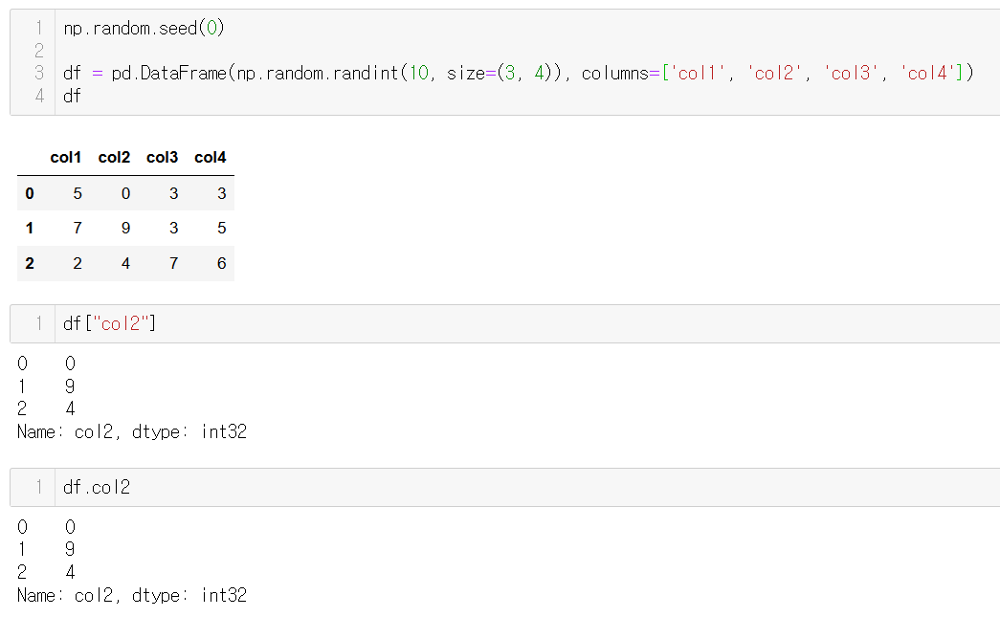 1 np.random.seed(0)
2
3 df = pd.DataFrame(np.random.randint(10, size=(3, 4)), columns=['col1', 'col2', 'col3', 'col4'])
4 df
col1 col2 col3 col4
0 5 0 3 3
1 7 9 3 5
2 2 4 7 6
1 df["col2"]
0 0
1 9
2 4
Name: col2, dtype: int32
1 df.col2
0 0
1 9
2 4
Name: col2, dtype: int32